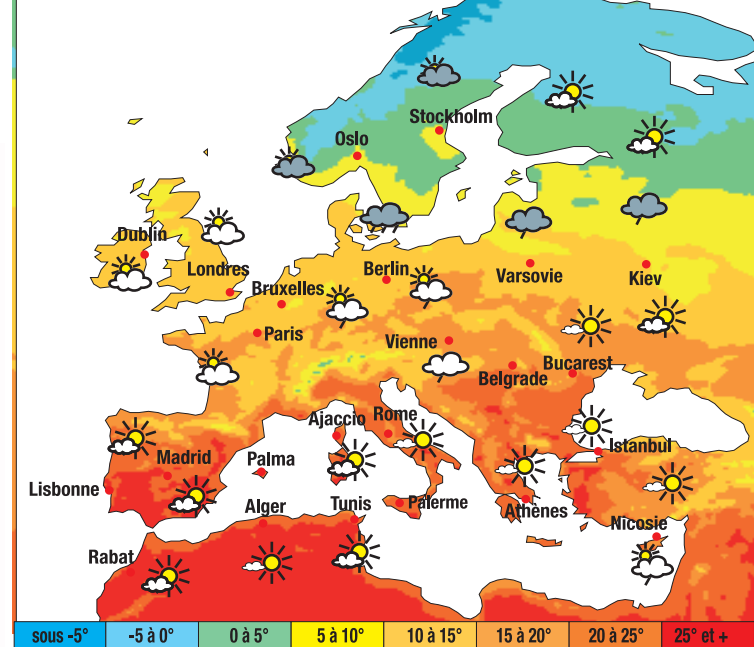 Stockholm
Oslo
Dublin
Londres
Bruxelles
Berlin
Varsovie
Kiev
Paris
Vienne
Belgrade
Bucarest
Ajaccio
Rome
Madrid
Palma
Istanbul
Lisbonne
Alger
Tunis
Palerme
Athènes
Nicosie
Rabat
sous -5° -5 à 0° 0 à 5° 5 à 10° 10 à 15° 15 à 20° 20 à 25° 25° et +